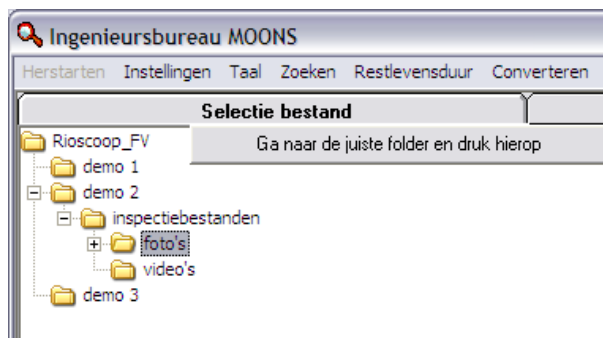 Ingenieursbureau MOONS
Herstarten Instellingen Taal Zoeken Restlevensduur Converteren
Selectie bestand
Rioscoop_FV
Ga naar de juiste folder en druk hierop
demo 1
demo 2
inspectiebestanden
foto's
video's
demo 3